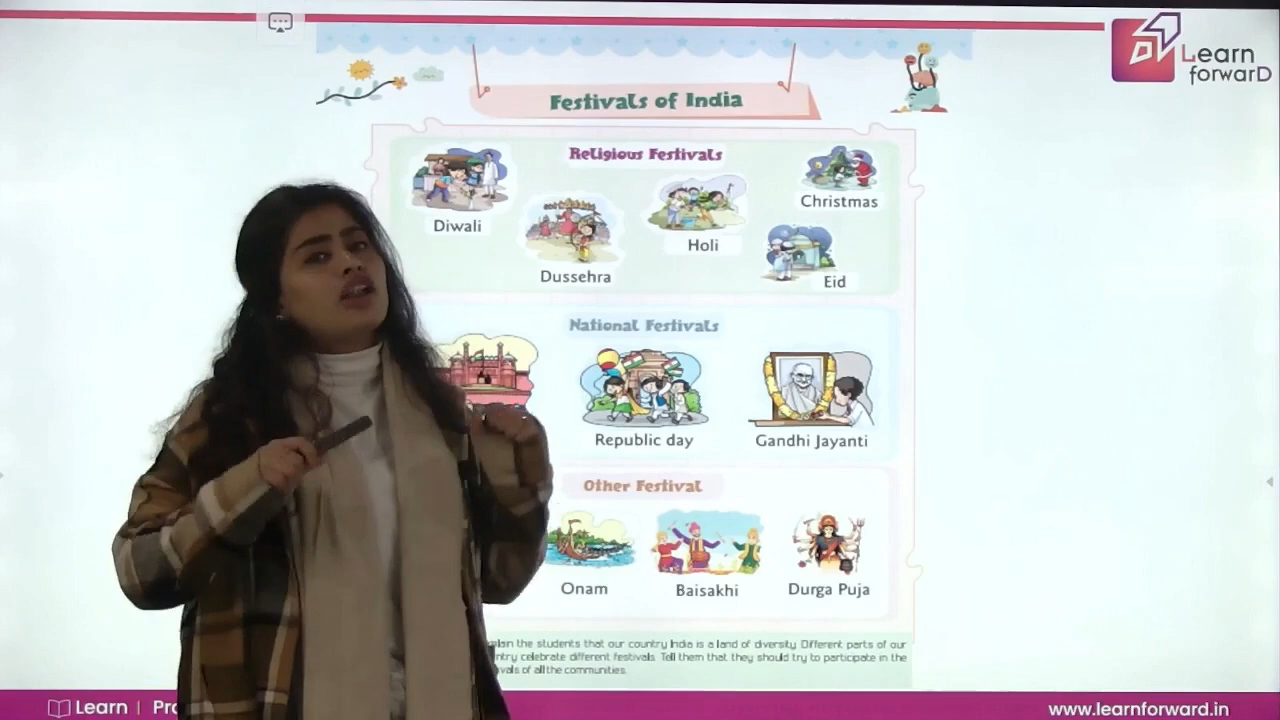 Learn
forwarD
Festivals of India
Religious Festivals
Diwali
Dussehra
Holi
Christmas
Eid
National Festivals
Republic day
Gandhi Jayanti
Other Festival
Onam
Baisakhi
Durga Puja
the students that our country India is a land of diversity. Different parts of our
celebrate different festivals. Tell them that they should try to participate in the
of all the communities.
Learn |
www.learnforward.in